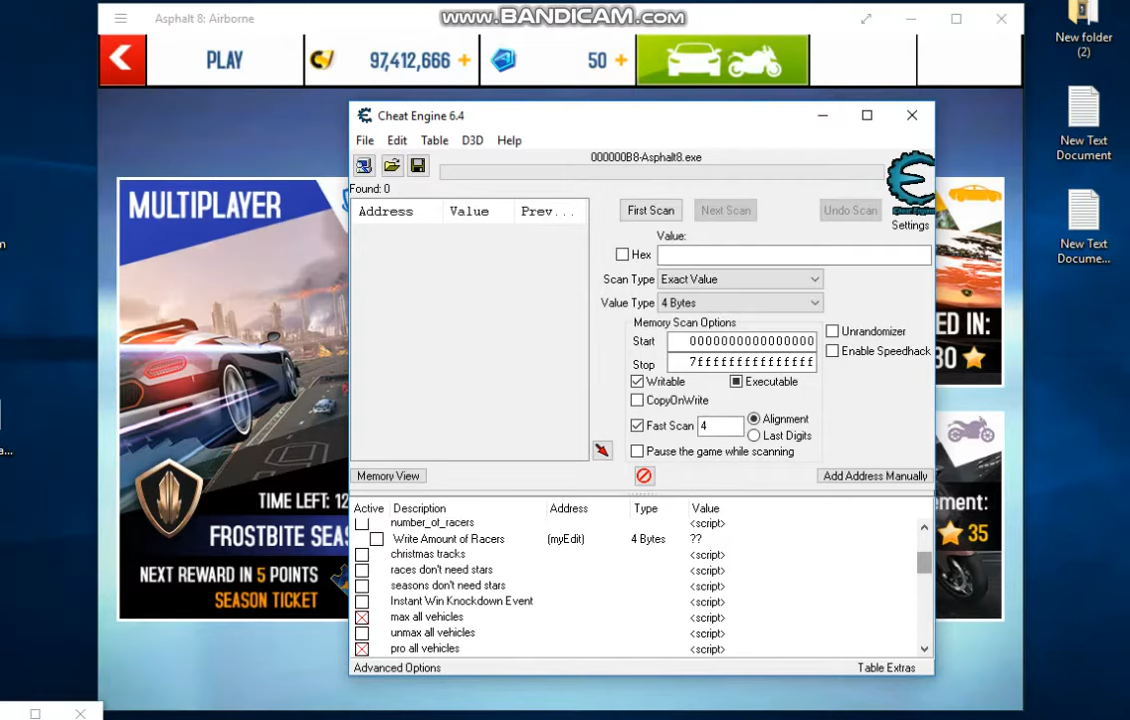 Asphalt 8: Airborne
www.BANDICAM.com
New folder
(2)
PLAY
97,412,666 +
50 +
New Text
Document
New Text
Docume...
Cheat Engine 6.4
File Edit Table D3D Help
000000B8-Asphalt8.exe
Found: 0
Address Value Prev...
First Scan Next Scan Undo Scan
Cheat Engine
Settings
Value:
Hex
Scan Type Exact Value
Value Type 4 Bytes
Memory Scan Options
Start 0000000000000000
Stop 7fffffffffffffff
Unrandomizer
Enable Speedhack
Writable Executable
CopyOnWrite
Fast Scan 4 Alignment
Last Digits
Pause the game while scanning
Memory View Add Address Manually
Active Description Address Type Value
number_of_racers <script>
Write Amount of Racers (myEdit) 4 Bytes ??
christmas tracks <script>
races don't need stars <script>
seasons don't need stars <script>
Instant Win Knockdown Event <script>
max all vehicles <script>
unmax all vehicles <script>
pro all vehicles <script>
Advanced Options Table Extras
MULTIPLAYER
TIME LEFT: 12
FROSTBITE SEAS
NEXT REWARD IN 5 POINTS
SEASON TICKET
ED IN:
30
ment:
35